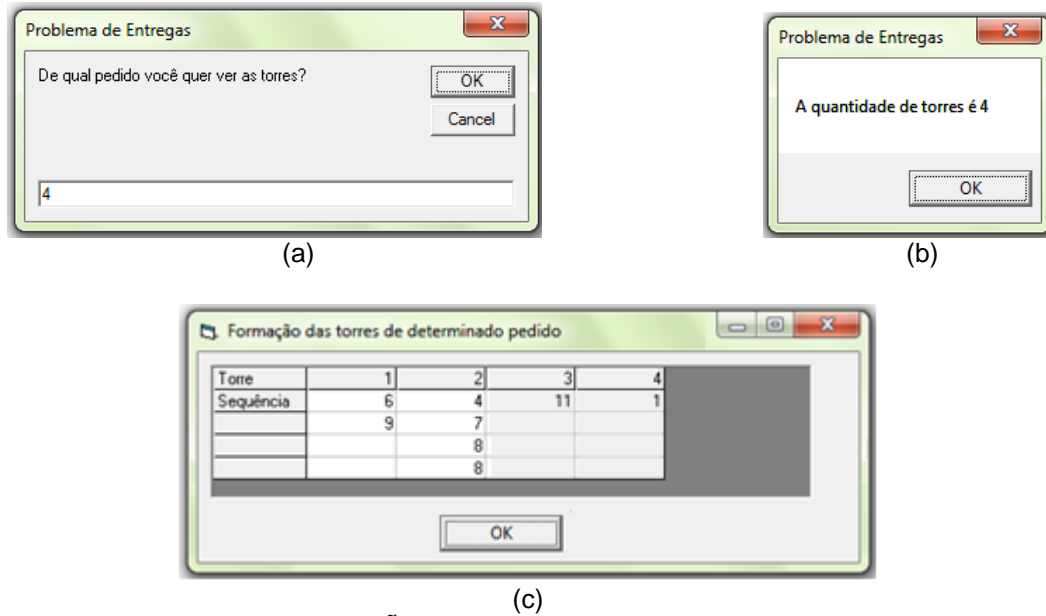 Problema de Entregas
De qual pedido você quer ver as torres?
OK
Cancel
4
(a)
Problema de Entregas
A quantidade de torres é 4
OK
(b)
Formação das torres de determinado pedido
Torre 1 2 3 4
Sequência 6 4 11 1
9 7
8
8
OK
(c)